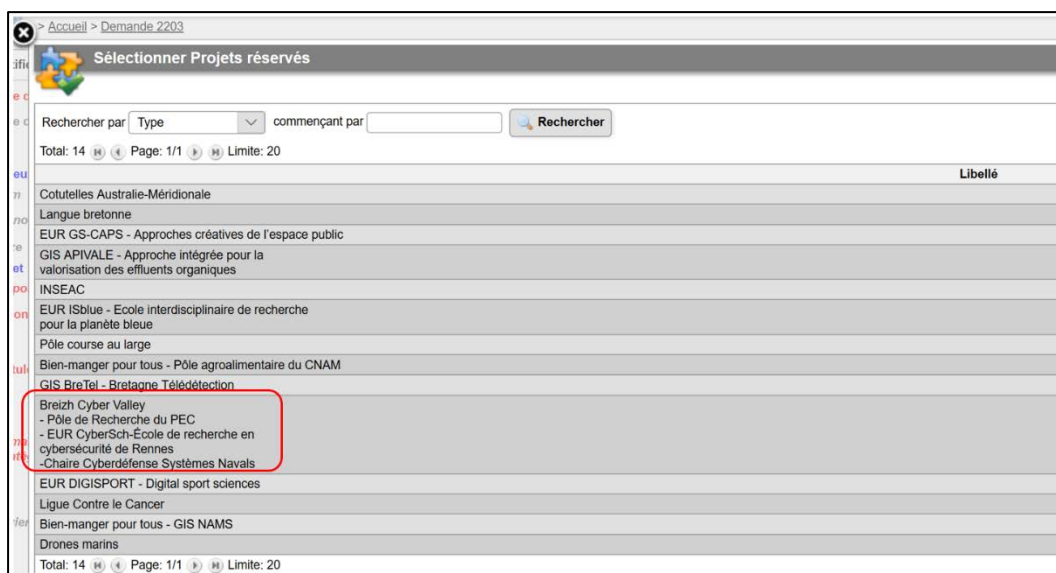 > Accueil > Demande 2203
Sélectionner Projets réservés
Rechercher par Type commençant par Rechercher
Total: 14 Page: 1/1 Limite: 20
Libellé
Cotutelles Australie-Méridionale
Langue bretonne
EUR GS-CAPS - Approches créatives de l'espace public
GIS APIVALE - Approche intégrée pour la
valorisation des effluents organiques
INSEAC
EUR ISblue - Ecole interdisciplinaire de recherche
pour la planète bleue
Pôle course au large
Bien-manger pour tous - Pôle agroalimentaire du CNAM
GIS BreTel - Bretagne Télédétection
Breizh Cyber Valley
- Pôle de Recherche du PEC
- EUR CyberSch-École de recherche en
cybersécurité de Rennes
-Chaire Cyberdéfense Systèmes Navals
EUR DIGISPORT - Digital sport sciences
Ligue Contre le Cancer
Bien-manger pour tous - GIS NAMS
Drones marins
Total: 14 Page: 1/1 Limite: 20